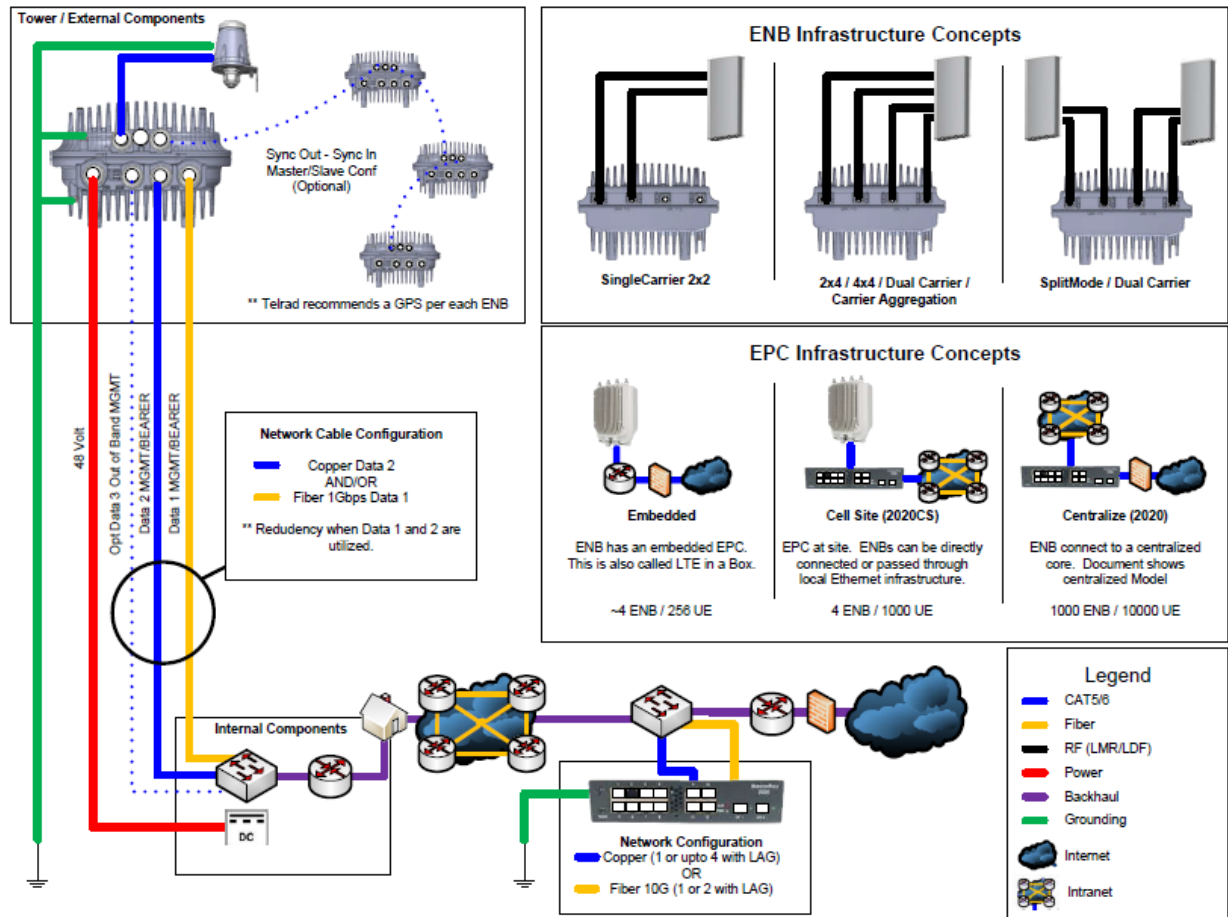 Tower / External Components
Sync Out - Sync In
Master/Slave Conf
(Optional)
** Telrad recommends a GPS per each ENB
48 Volt
Opt Data 3 Out of Band MGMT
Data 2 MGMT/BEARER
Data 1 MGMT/BEARER
Network Cable Configuration
Copper Data 2
AND/OR
Fiber 1Gbps Data 1
** Redudency when Data 1 and 2 are
utilized.
Internal Components
DC
ENB Infrastructure Concepts
SingleCarrier 2x2
2x4 / 4x4 / Dual Carrier /
Carrier Aggregation
SplitMode / Dual Carrier
EPC Infrastructure Concepts
Embedded
ENB has an embedded EPC.
This is also called LTE in a Box.
~4 ENB / 256 UE
Cell Site (2020CS)
EPC at site. ENBs can be directly
connected or passed through
local Ethernet infrastructure.
4 ENB / 1000 UE
Centralize (2020)
ENB connect to a centralized
core. Document shows
centralized Model
1000 ENB / 10000 UE
Network Configuration
Copper (1 or upto 4 with LAG)
OR
Fiber 10G (1 or 2 with LAG)
Legend
CAT5/6
Fiber
RF (LMR/LDF)
Power
Backhaul
Grounding
Internet
Intranet